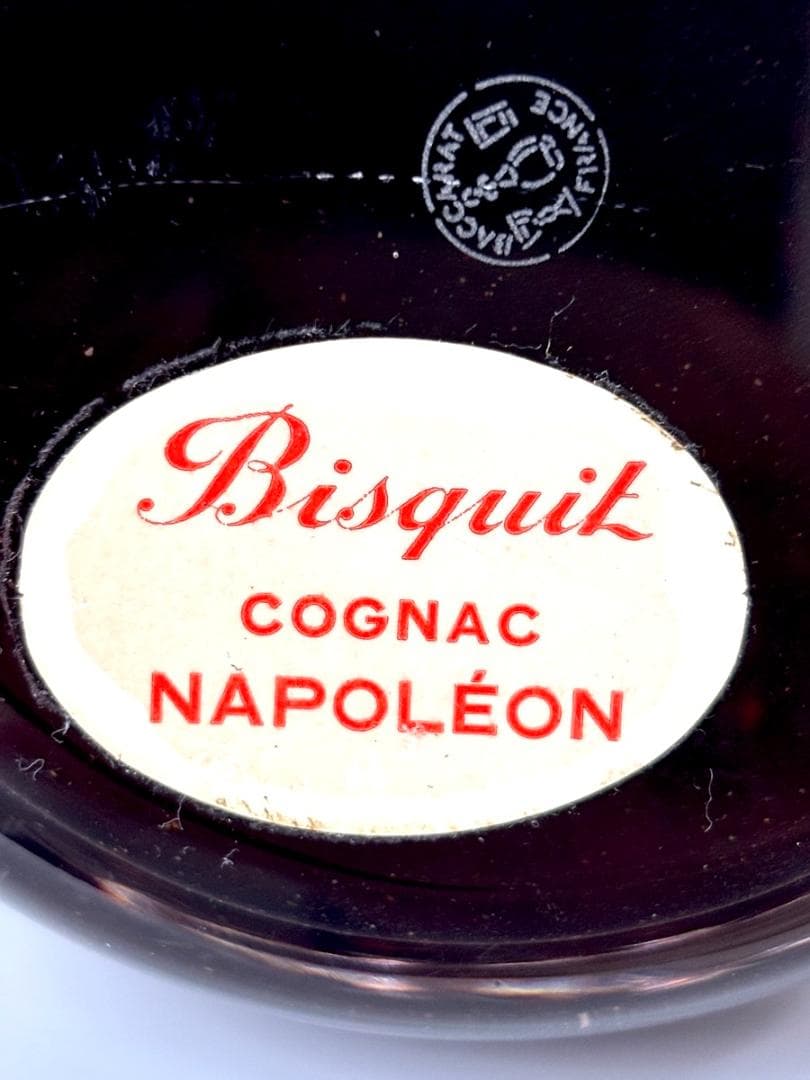 BACCARAT
FRANCE
Bisquit
COGNAC
NAPOLÉON